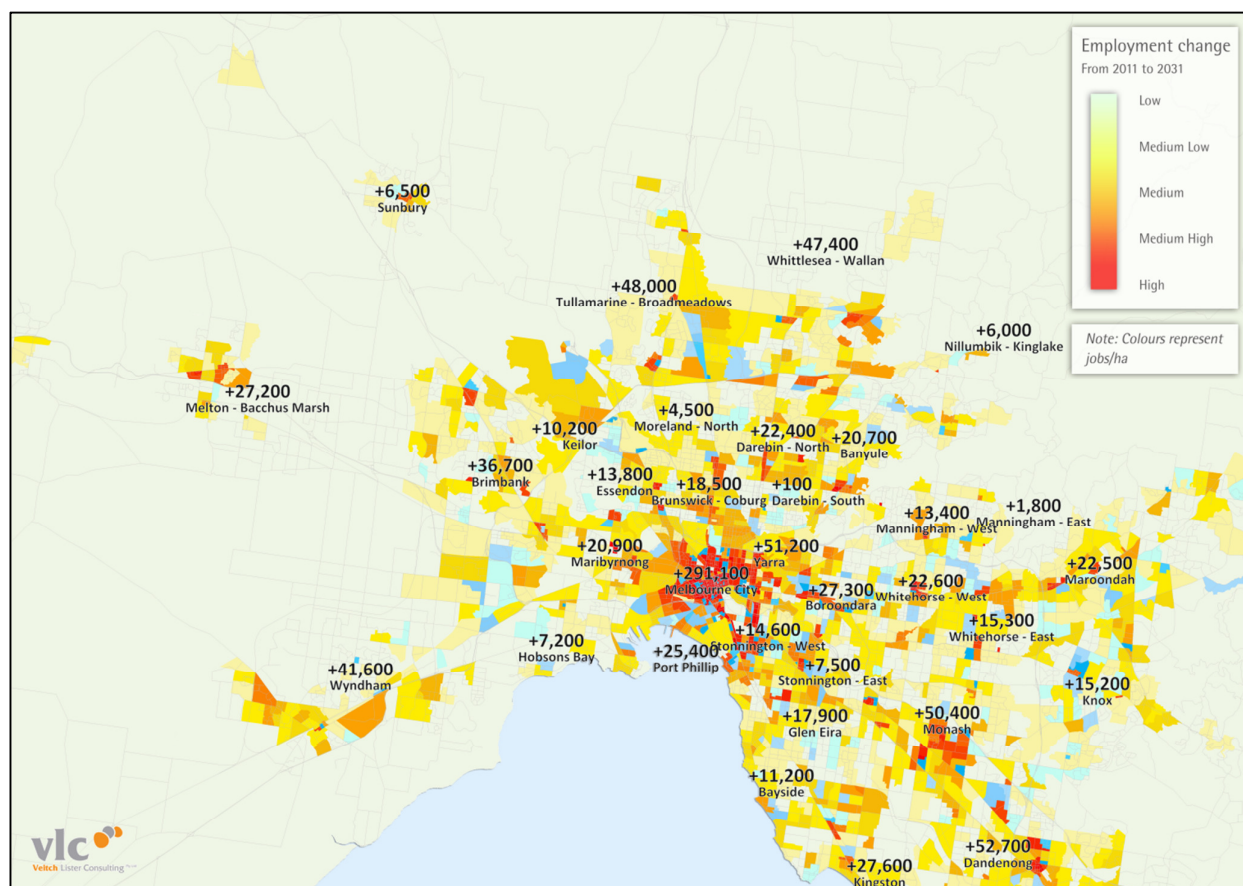 Employment change
From 2011 to 2031
Low
Medium Low
Medium
Medium High
High
Note: Colours represent
jobs/ha
+6,500
Sunbury
+47,400
Whittlesea - Wallan
+48,000
Tullamarine - Broadmeadows
+6,000
Nillumbik - Kinglake
+27,200
Melton - Bacchus Marsh
+4,500
Moreland - North
+10,200
Keilor
+22,400
Darebin - North
+20,700
Banyule
+36,700
Brimbank
+13,800
Essendon
+18,500
Brunswick - Coburg
+100
Darebin - South
+13,400
Manningham - West
+1,800
Manningham - East
+20,900
Maribyrnong
+51,200
Yarra
+291,100
Melbourne City
+27,300
Boroondara
+22,600
Whitehorse - West
+22,500
Maroondah
+7,200
Hobsons Bay
+25,400
Port Phillip
+14,600
Stonnington - West
+15,300
Whitehorse - East
+41,600
Wyndham
+7,500
Stonnington - East
+15,200
Knox
+17,900
Glen Eira
+50,400
Monash
+11,200
Bayside
+27,600
Kingston
+52,700
Dandenong
vlc
Veitch Lister Consulting